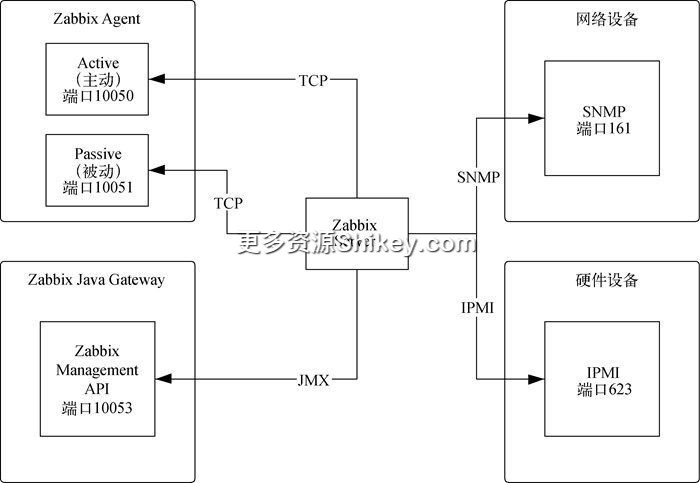 Zabbix Agent
Active
（主动）
端口10050
TCP
Passive
（被动）
端口10051
TCP
Zabbix
Server
更多资源Shikey.com
网络设备
SNMP
端口161
SNMP
Zabbix Java Gateway
Zabbix
Management
API
端口10053
JMX
IPMI
硬件设备
IPMI
端口623